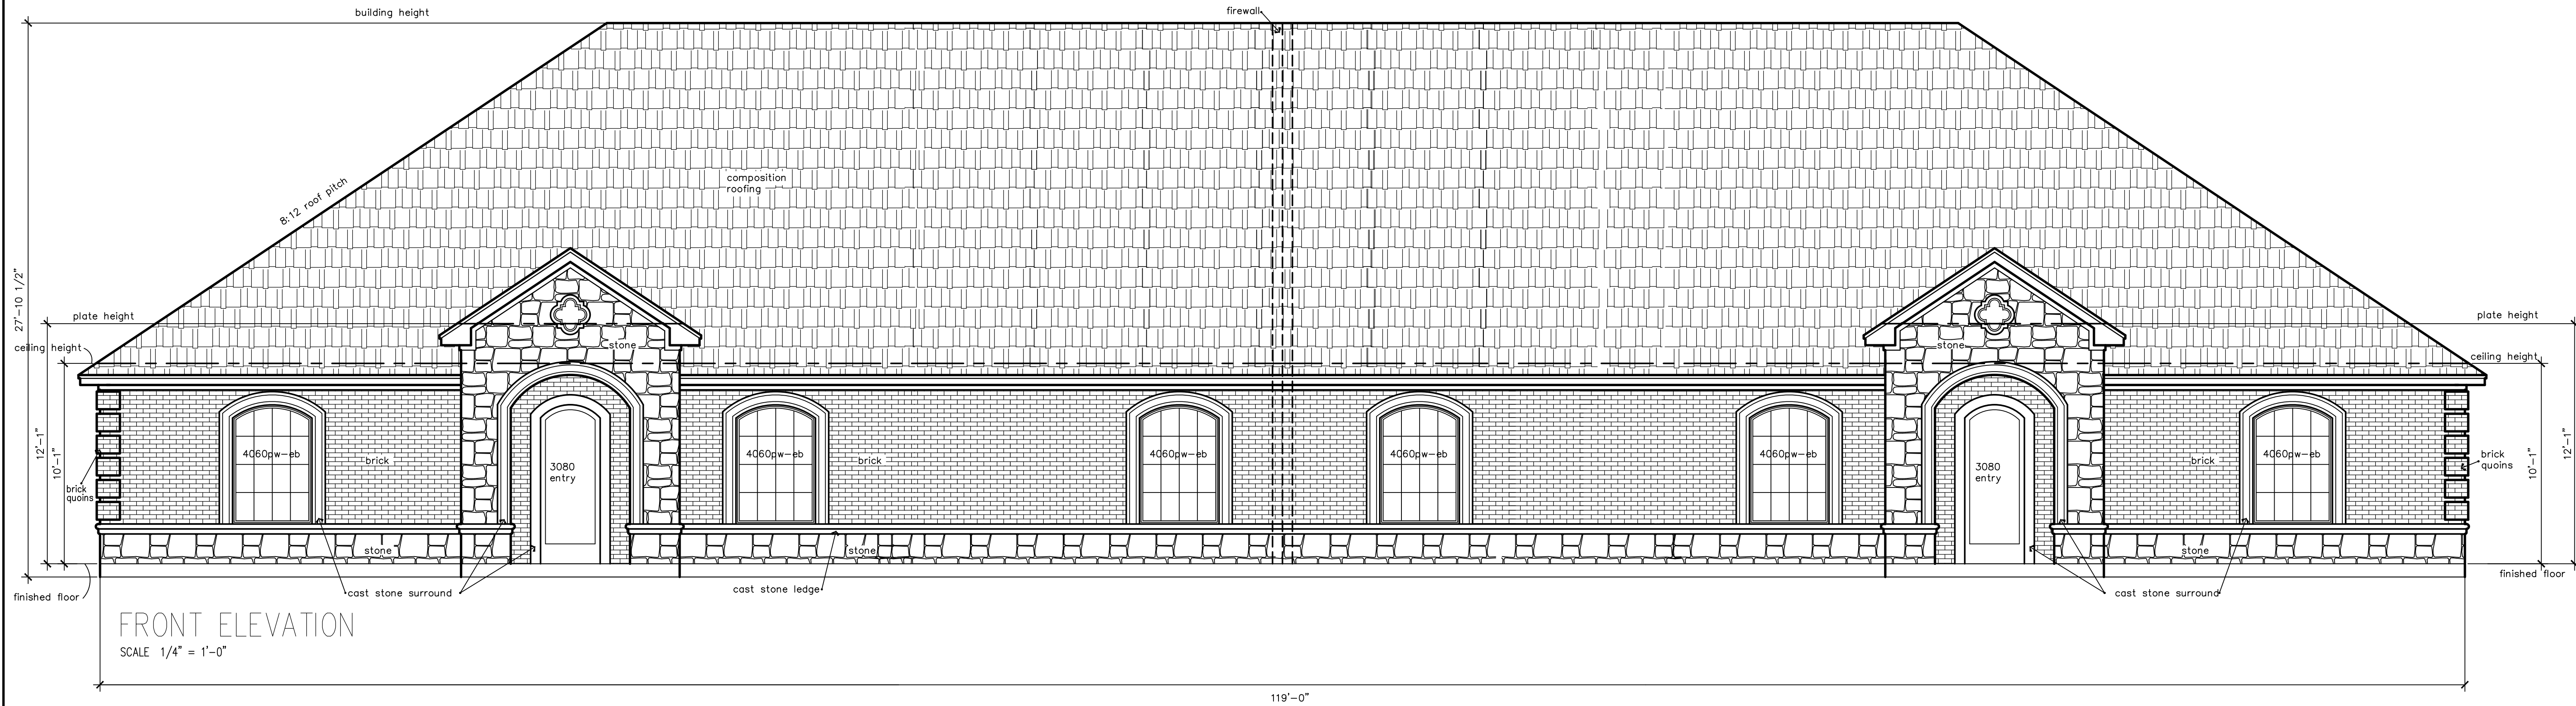 building height
firewall
composition
roofing
8:12 roof pitch
27'-10 1/2"
plate height
plate height
ceiling height
ceiling height
stone
stone
12'-1"
10'-1"
10'-1"
12'-1"
4060pw-eb
4060pw-eb
4060pw-eb
4060pw-eb
4060pw-eb
4060pw-eb
brick
brick
brick
3080
entry
3080
entry
brick
quoins
brick
quoins
stone
stone
stone
finished floor
finished floor
cast stone surround
cast stone ledge
cast stone surround
FRONT ELEVATION
SCALE 1/4" = 1'-0"
119'-0"